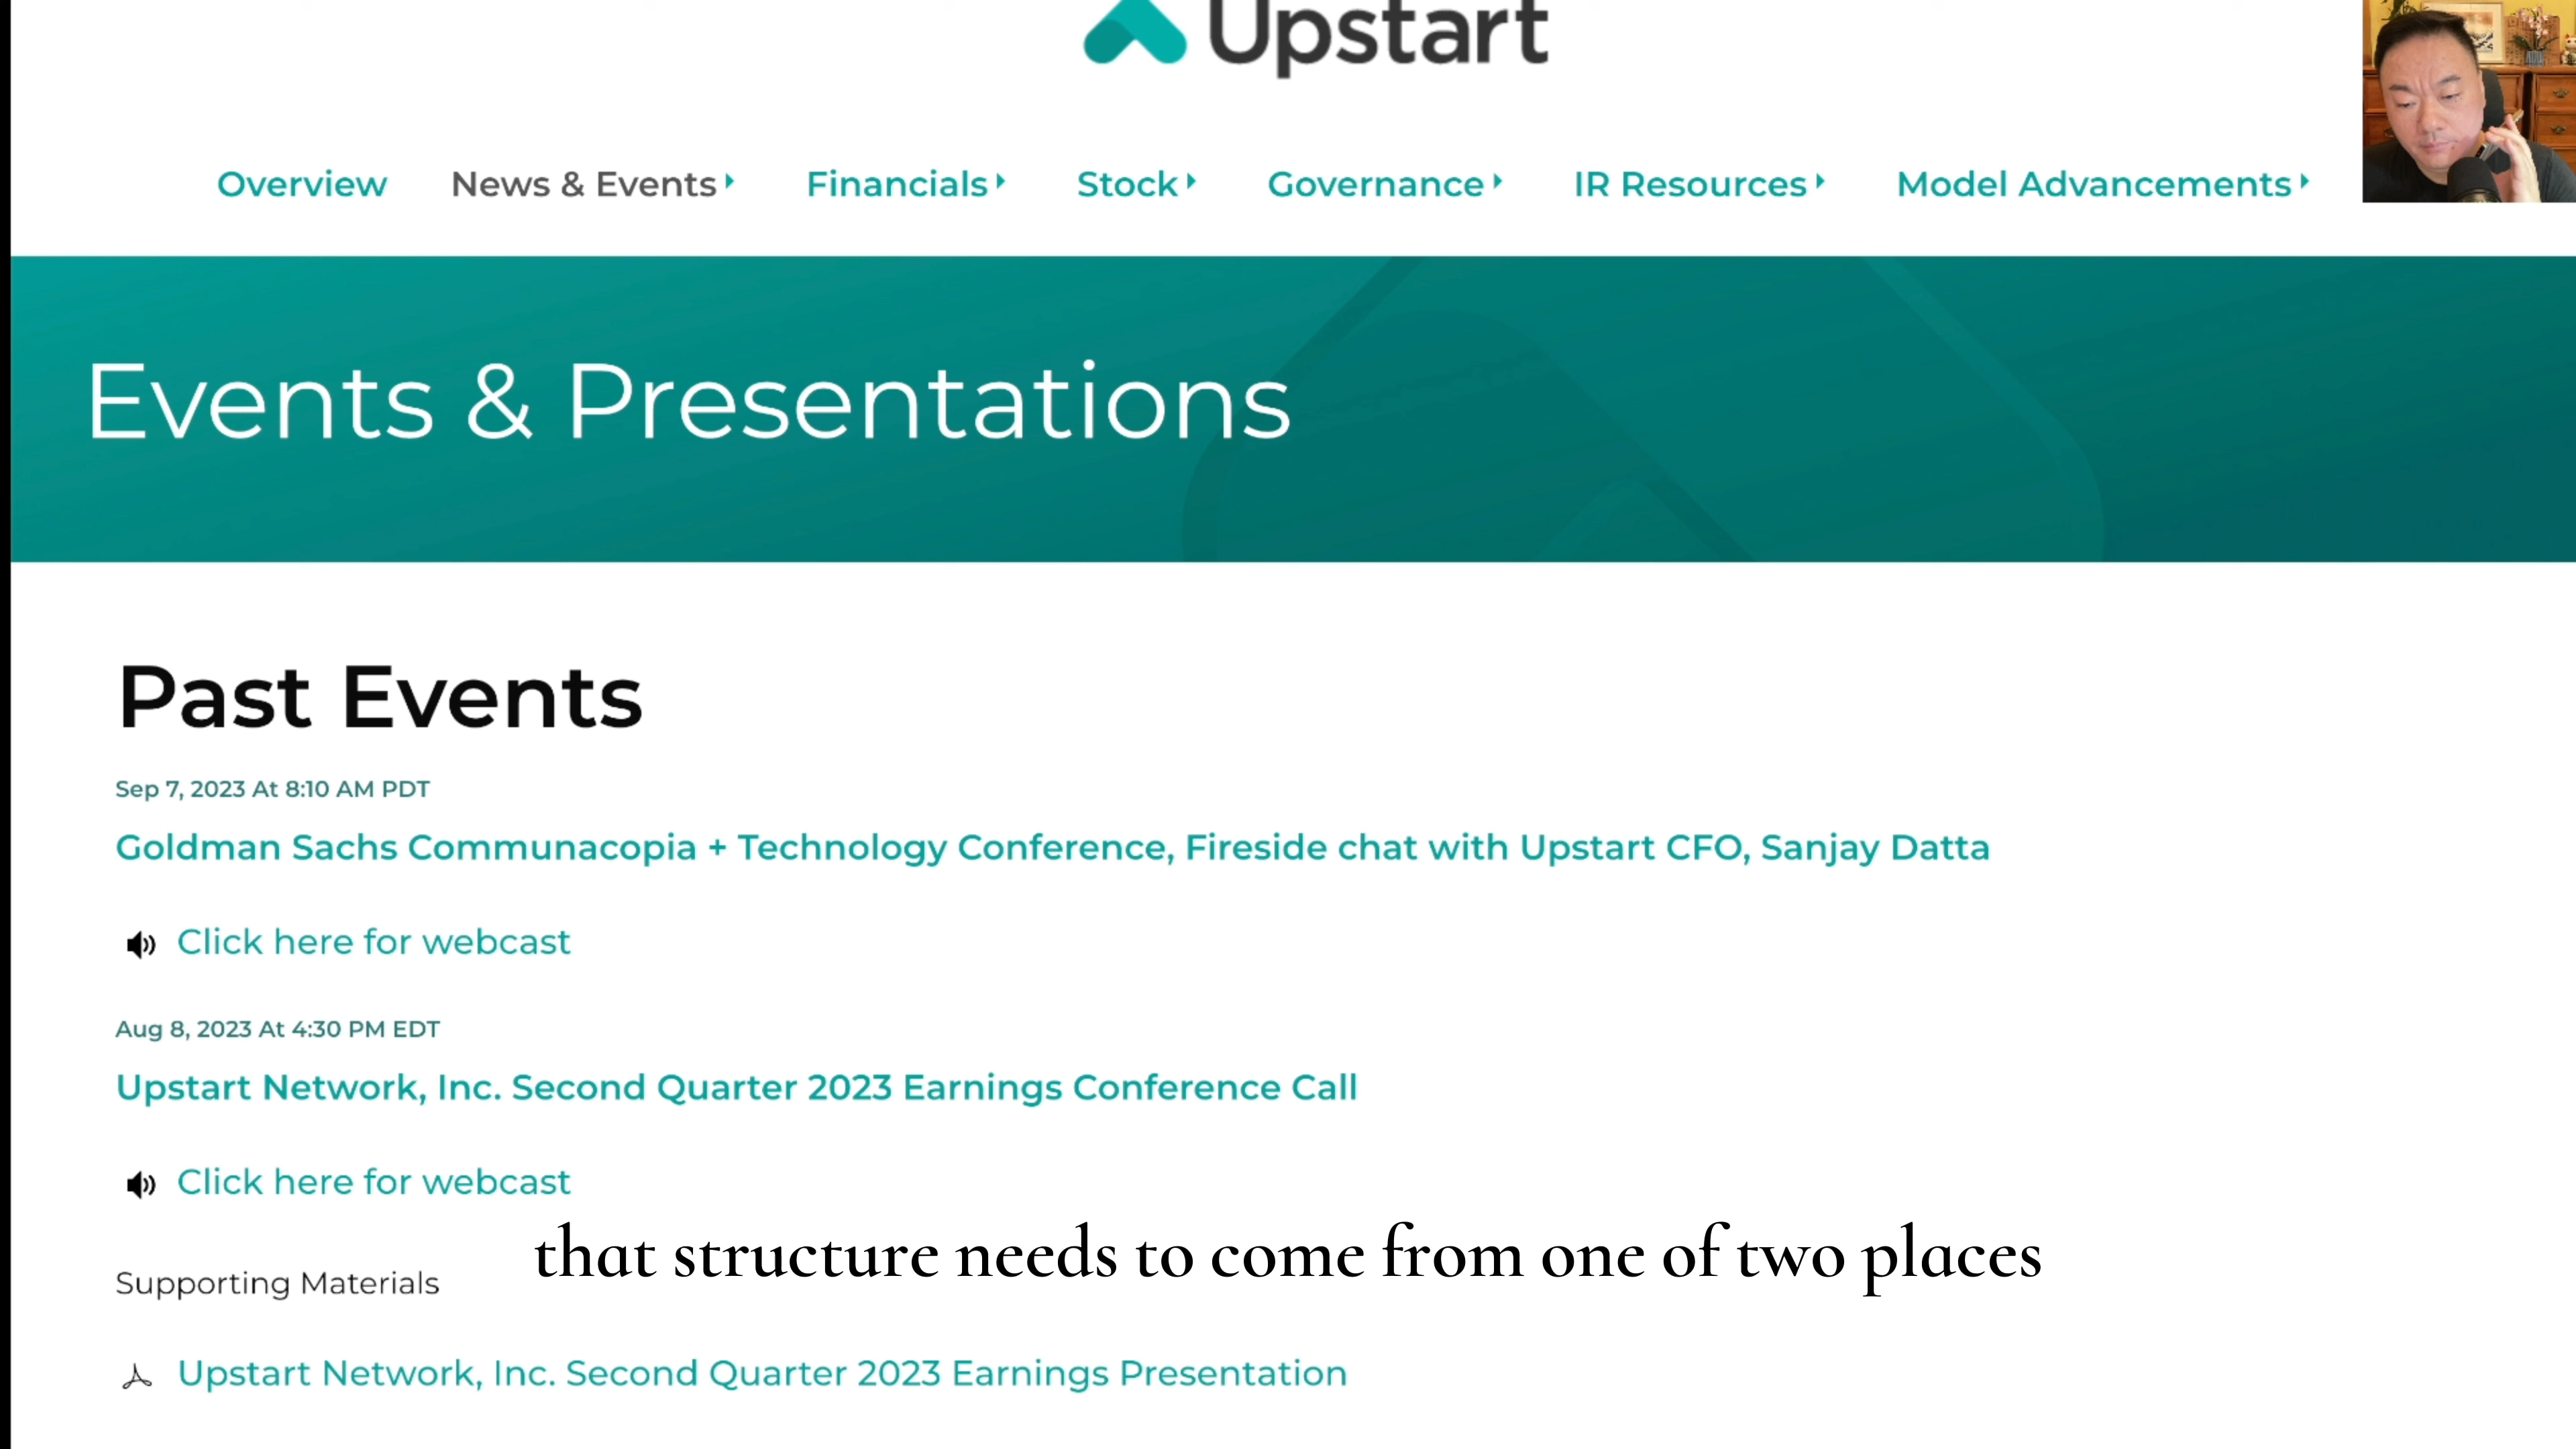 Upstart
Overview
News & Events
Financials
Stock
Governance
IR Resources
Model Advancements
Events & Presentations
Past Events
Sep 7, 2023 At 8:10 AM PDT
Goldman Sachs Communacopia + Technology Conference, Fireside chat with Upstart CFO, Sanjay Datta
Click here for webcast
Aug 8, 2023 At 4:30 PM EDT
Upstart Network, Inc. Second Quarter 2023 Earnings Conference Call
Click here for webcast
that structure needs to come from one of two places
Supporting Materials
Upstart Network, Inc. Second Quarter 2023 Earnings Presentation